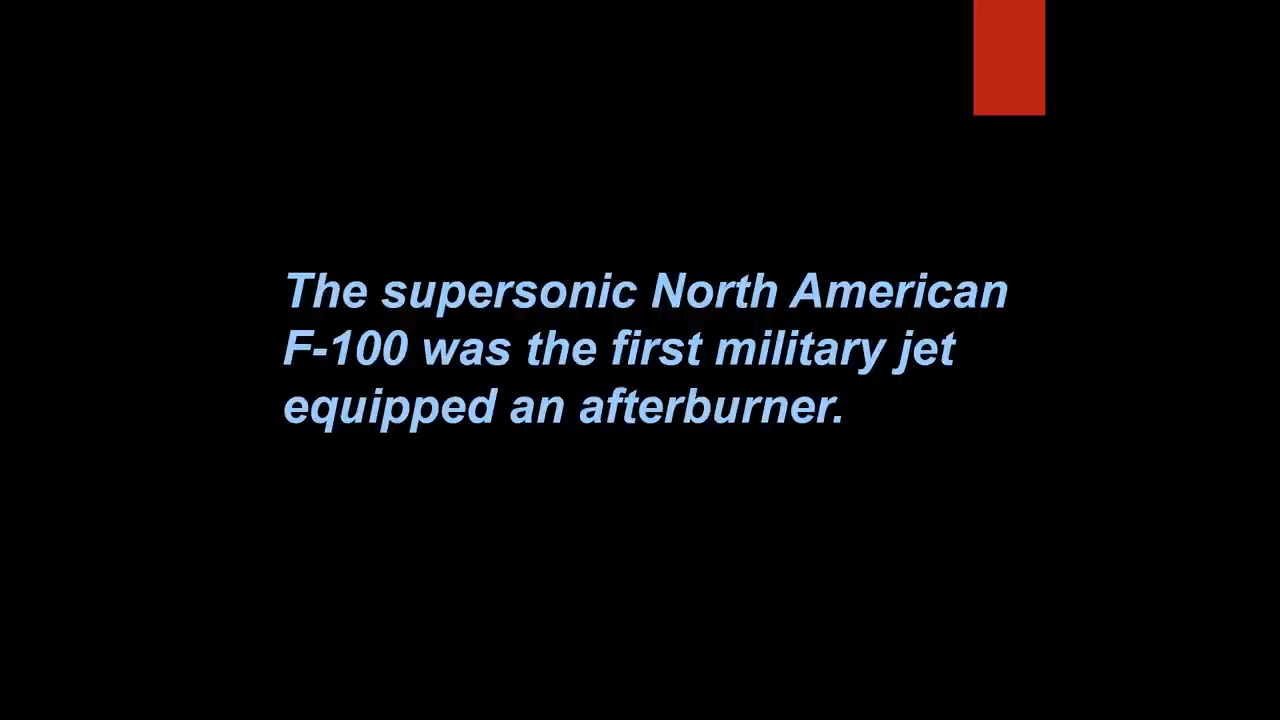 The supersonic North American
F-100 was the first military jet
equipped an afterburner.